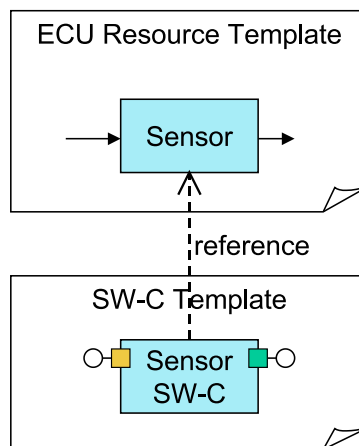 ECU Resource Template
Sensor
reference
SW-C Template
Sensor
SW-C